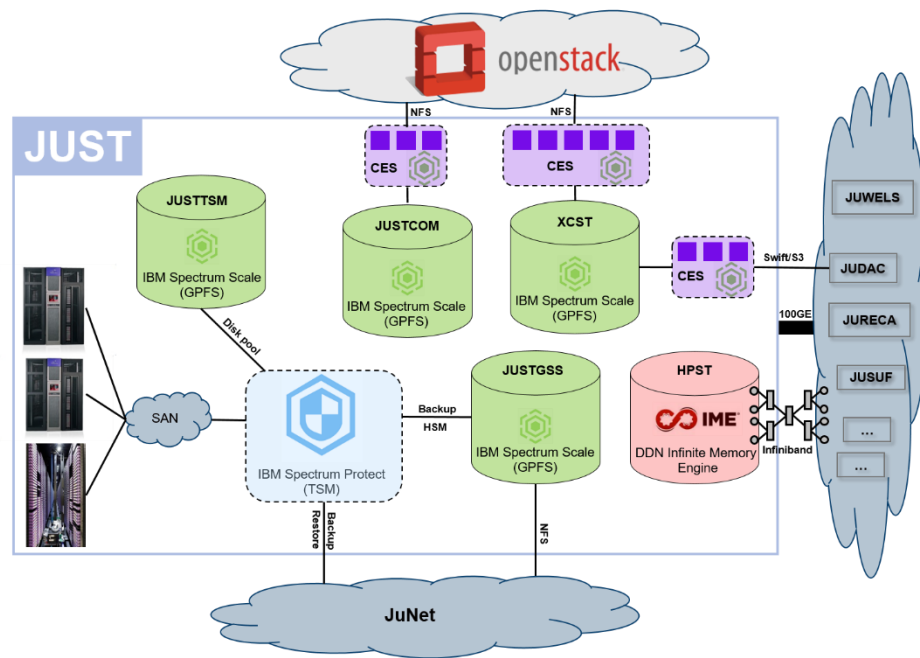 openstack
NFS
NFS
JUST
CES
CES
JUSTTSM
IBM Spectrum Scale
(GPFS)
JUSTCOM
IBM Spectrum Scale
(GPFS)
XCST
IBM Spectrum Scale
(GPFS)
CES
Swift/S3
JUWELS
JUDAC
100GE
JURECA
JUSUF
...
...
Disk pool
SAN
IBM Spectrum Protect
(TSM)
Backup
HSM
JUSTGSS
IBM Spectrum Scale
(GPFS)
HPST
IME
DDN Infinite Memory
Engine
Infiniband
Backup
Restore
NFS
JuNet